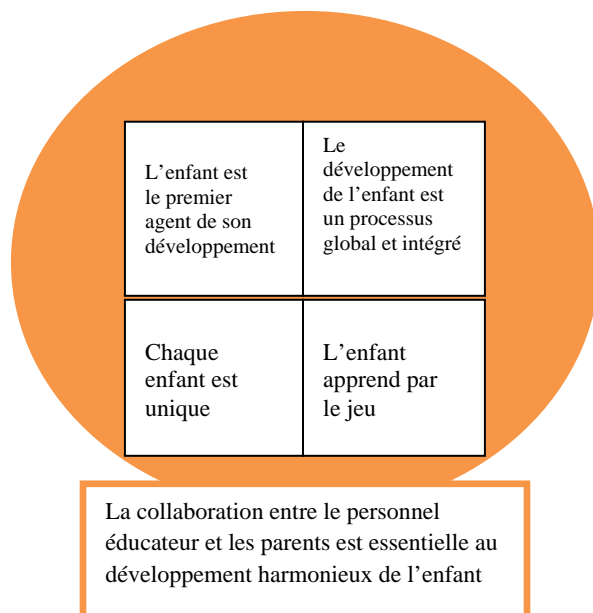 L’enfant est
le premier
agent de son
développement
Le
développement
de l’enfant est
un processus
global et intégré
Chaque
enfant est
unique
L’enfant
apprend par
le jeu
La collaboration entre le personnel
éducateur et les parents est essentielle au
développement harmonieux de l’enfant